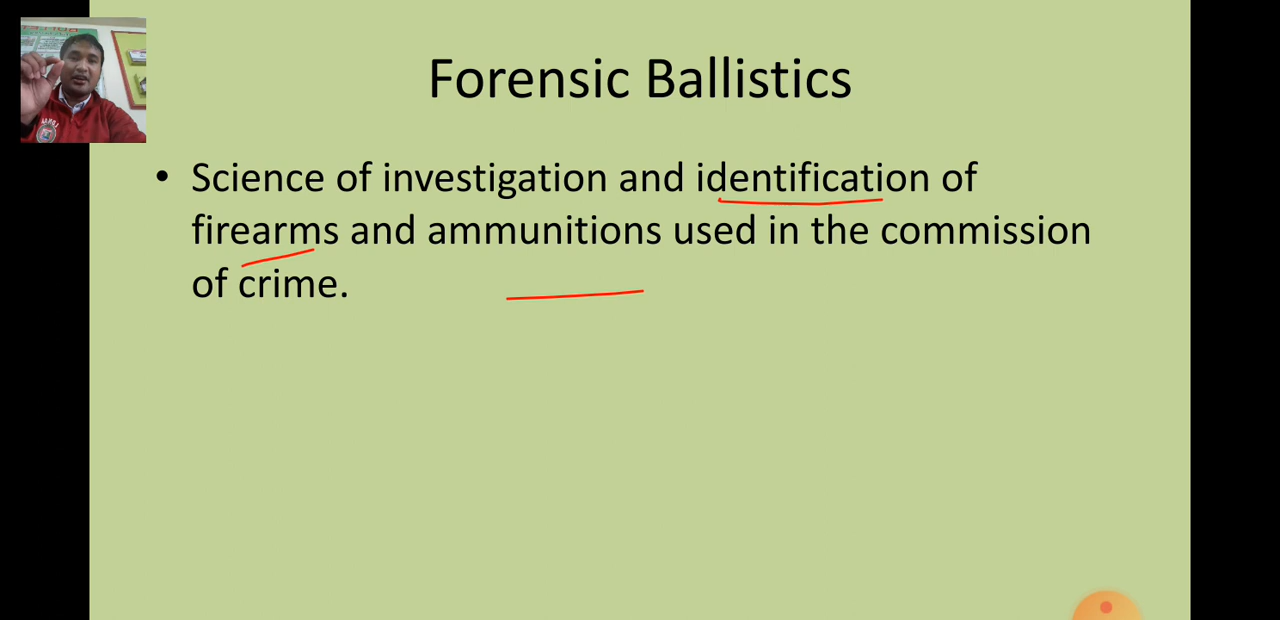 Forensic Ballistics
• Science of investigation and identification of
firearms and ammunitions used in the commission
of crime.